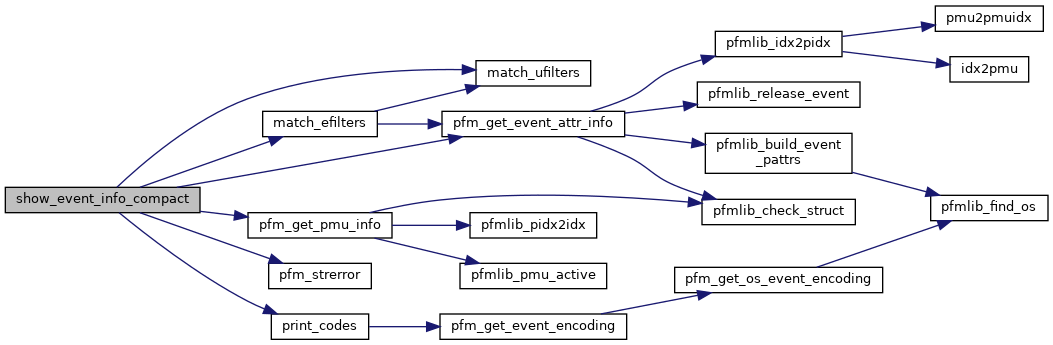 show_event_info_compact
match_ufilters
match_efilters
pfm_get_event_attr_info
pfmlib_idx2pidx
pmu2pmuidx
idx2pmu
pfmlib_release_event
pfmlib_build_event
_pattrs
pfmlib_find_os
pfmlib_check_struct
pfm_get_pmu_info
pfmlib_pidx2idx
pfmlib_pmu_active
pfm_strerror
print_codes
pfm_get_event_encoding
pfm_get_os_event_encoding